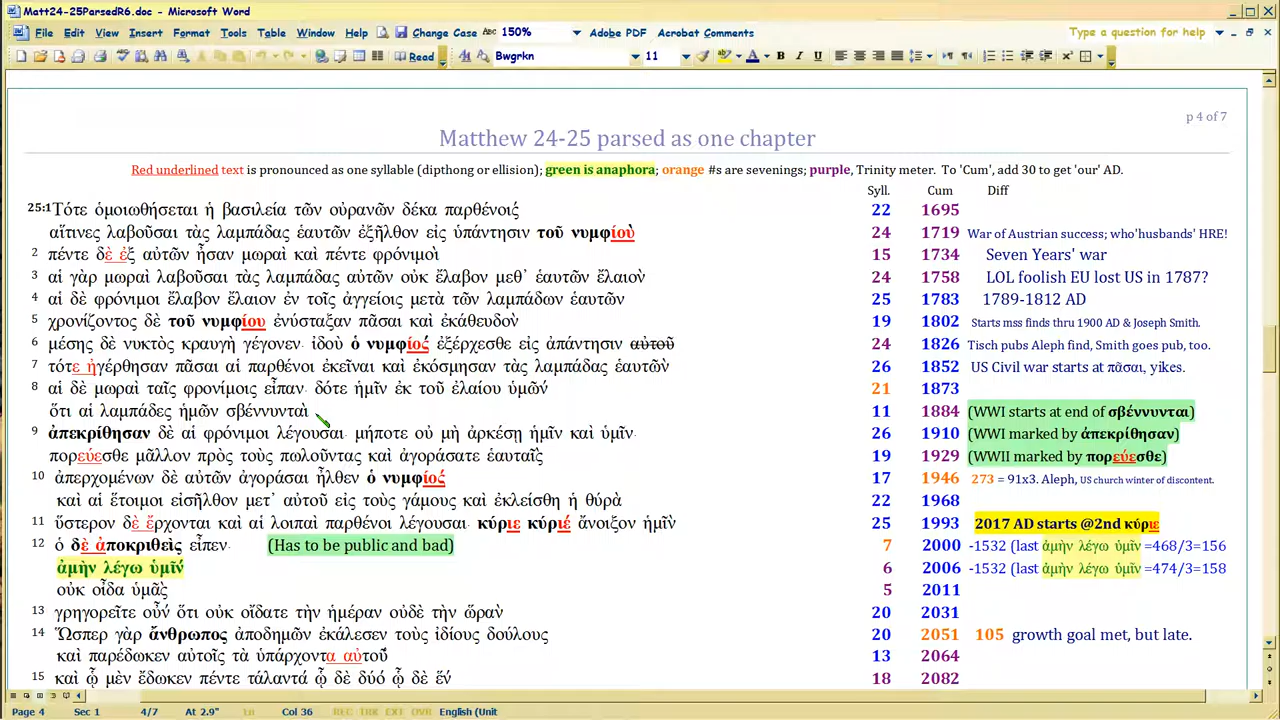 Matt24-25ParsedR6.doc - Microsoft Word
File Edit View Insert Format Tools Table Window Help Change Case 150% Adobe PDF Acrobat Comments Type a question for help
Read Bwgrkn 11
p 4 of 7
Matthew 24-25 parsed as one chapter
Red underlined text is pronounced as one syllable (dipthong or ellision); green is anaphora; orange #s are sevenings; purple, Trinity meter. To 'Cum', add 30 to get 'our' AD.
Syll. Cum Diff
25:1 Τότε ὁμοιωθήσεται ἡ βασιλεία τῶν οὐρανῶν δέκα παρθένοις 22 1695
αἵτινες λαβοῦσαι τὰς λαμπάδας ἑαυτῶν ἐξῆλθον εἰς ὑπάντησιν τοῦ νυμφίου 24 1719 War of Austrian success; who'husbands' HRE!
2 πέντε δὲ ἐξ αὐτῶν ἦσαν μωραὶ καὶ πέντε φρόνιμοι 15 1734 Seven Years' war
3 αἱ γὰρ μωραὶ λαβοῦσαι τὰς λαμπάδας αὐτῶν οὐκ ἔλαβον μεθ᾽ ἑαυτῶν ἔλαιον 24 1758 LOL foolish EU lost US in 1787?
4 αἱ δὲ φρόνιμοι ἔλαβον ἔλαιον ἐν τοῖς ἀγγείοις μετὰ τῶν λαμπάδων ἑαυτῶν 25 1783 1789-1812 AD
5 χρονίζοντος δὲ τοῦ νυμφίου ἐνύσταξαν πᾶσαι καὶ ἐκάθευδον 19 1802 Starts mss finds thru 1900 AD & Joseph Smith.
6 μέσης δὲ νυκτὸς κραυγὴ γέγονεν· ἰδοὺ ὁ νυμφίος ἐξέρχεσθε εἰς ἀπάντησιν αὐτοῦ 24 1826 Tisch pubs Aleph find, Smith goes pub, too.
7 τότε ἠγέρθησαν πᾶσαι αἱ παρθένοι ἐκεῖναι καὶ ἐκόσμησαν τὰς λαμπάδας ἑαυτῶν 26 1852 US Civil war starts at πᾶσαι, yikes.
8 αἱ δὲ μωραὶ ταῖς φρονίμοις εἶπαν· δότε ἡμῖν ἐκ τοῦ ἐλαίου ὑμῶν 21 1873
ὅτι αἱ λαμπάδες ἡμῶν σβέννυνται 11 1884 (WWI starts at end of σβέννυνται)
9 ἀπεκρίθησαν δὲ αἱ φρόνιμοι λέγουσαι· μήποτε οὐ μὴ ἀρκέσῃ ἡμῖν καὶ ὑμῖν· 26 1910 (WWI marked by ἀπεκρίθησαν)
πορεύεσθε μᾶλλον πρὸς τοὺς πωλοῦντας καὶ ἀγοράσατε ἑαυταῖς 19 1929 (WWII marked by πορεύεσθε)
10 ἀπερχομένων δὲ αὐτῶν ἀγοράσαι ἦλθεν ὁ νυμφίος 17 1946 273 = 91x3. Aleph, US church winter of discontent.
καὶ αἱ ἕτοιμοι εἰσῆλθον μετ᾽ αὐτοῦ εἰς τοὺς γάμους καὶ ἐκλείσθη ἡ θύρα 22 1968
11 ὕστερον δὲ ἔρχονται καὶ αἱ λοιπαὶ παρθένοι λέγουσαι· κύριε κύριέ ἄνοιξον ἡμῖν 25 1993 2017 AD starts @2nd κύριε
12 ὁ δὲ ἀποκριθεὶς εἶπεν· (Has to be public and bad) 7 2000 -1532 (last ἀμὴν λέγω ὑμῖν =468/3=156
ἀμὴν λέγω ὑμῖν 6 2006 -1532 (last ἀμὴν λέγω ὑμῖν =474/3=158
οὐκ οἶδα ὑμᾶς 5 2011
13 γρηγορεῖτε οὖν ὅτι οὐκ οἴδατε τὴν ἡμέραν οὐδὲ τὴν ὥραν 20 2031
14 Ὥσπερ γὰρ ἄνθρωπος ἀποδημῶν ἐκάλεσεν τοὺς ἰδίους δούλους 20 2051 105 growth goal met, but late.
καὶ παρέδωκεν αὐτοῖς τὰ ὑπάρχοντα αὐτοῦ 13 2064
15 καὶ ᾧ μὲν ἔδωκεν πέντε τάλαντά ᾧ δὲ δύο ᾧ δὲ ἕν 18 2082
Page 4 Sec 1 4/7 At 2.9" Ln Col 36 REC TRK EXT OVR English (Unit